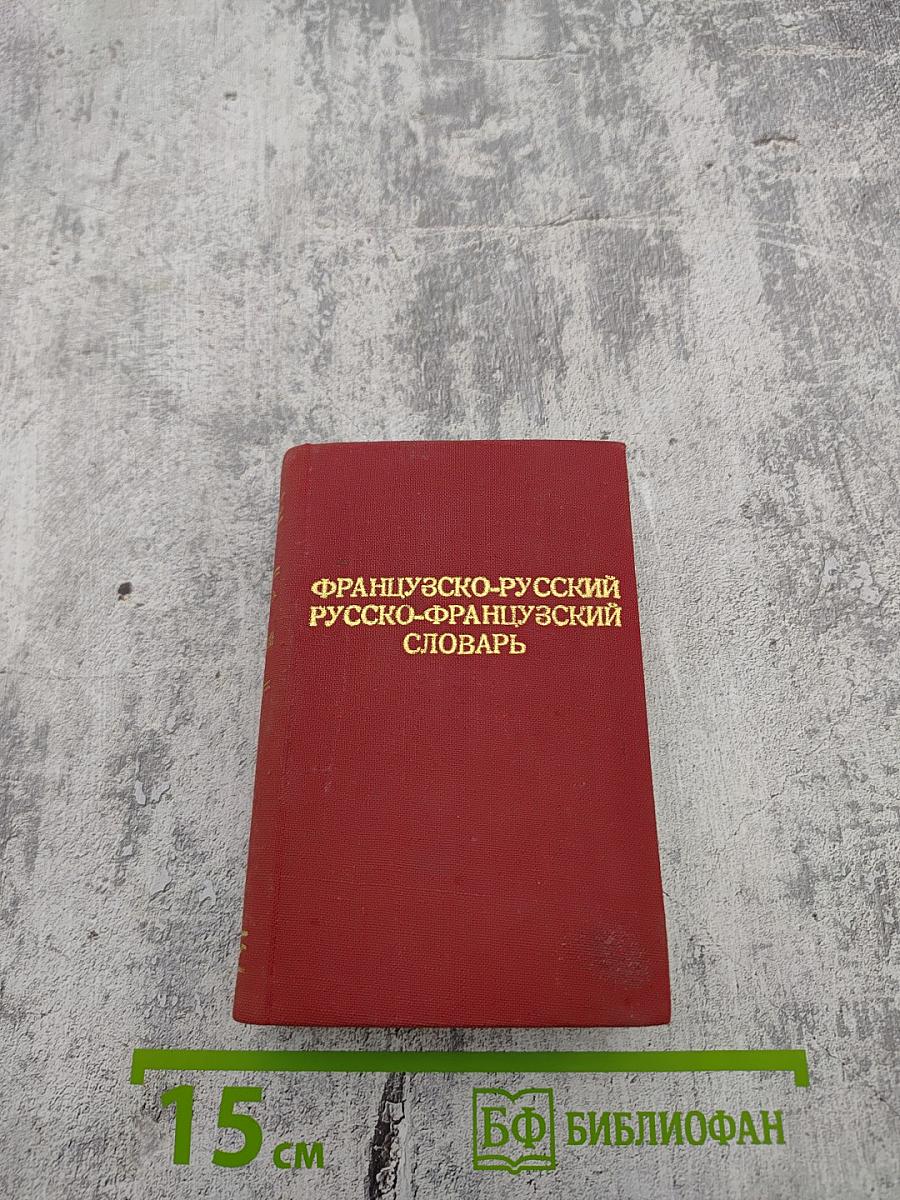 ФРАНЦУЗСКО-РУССКИЙ
РУССКО-ФРАНЦУЗСКИЙ
СЛОВАРЬ
15 см
БФ БИБЛИОФАН